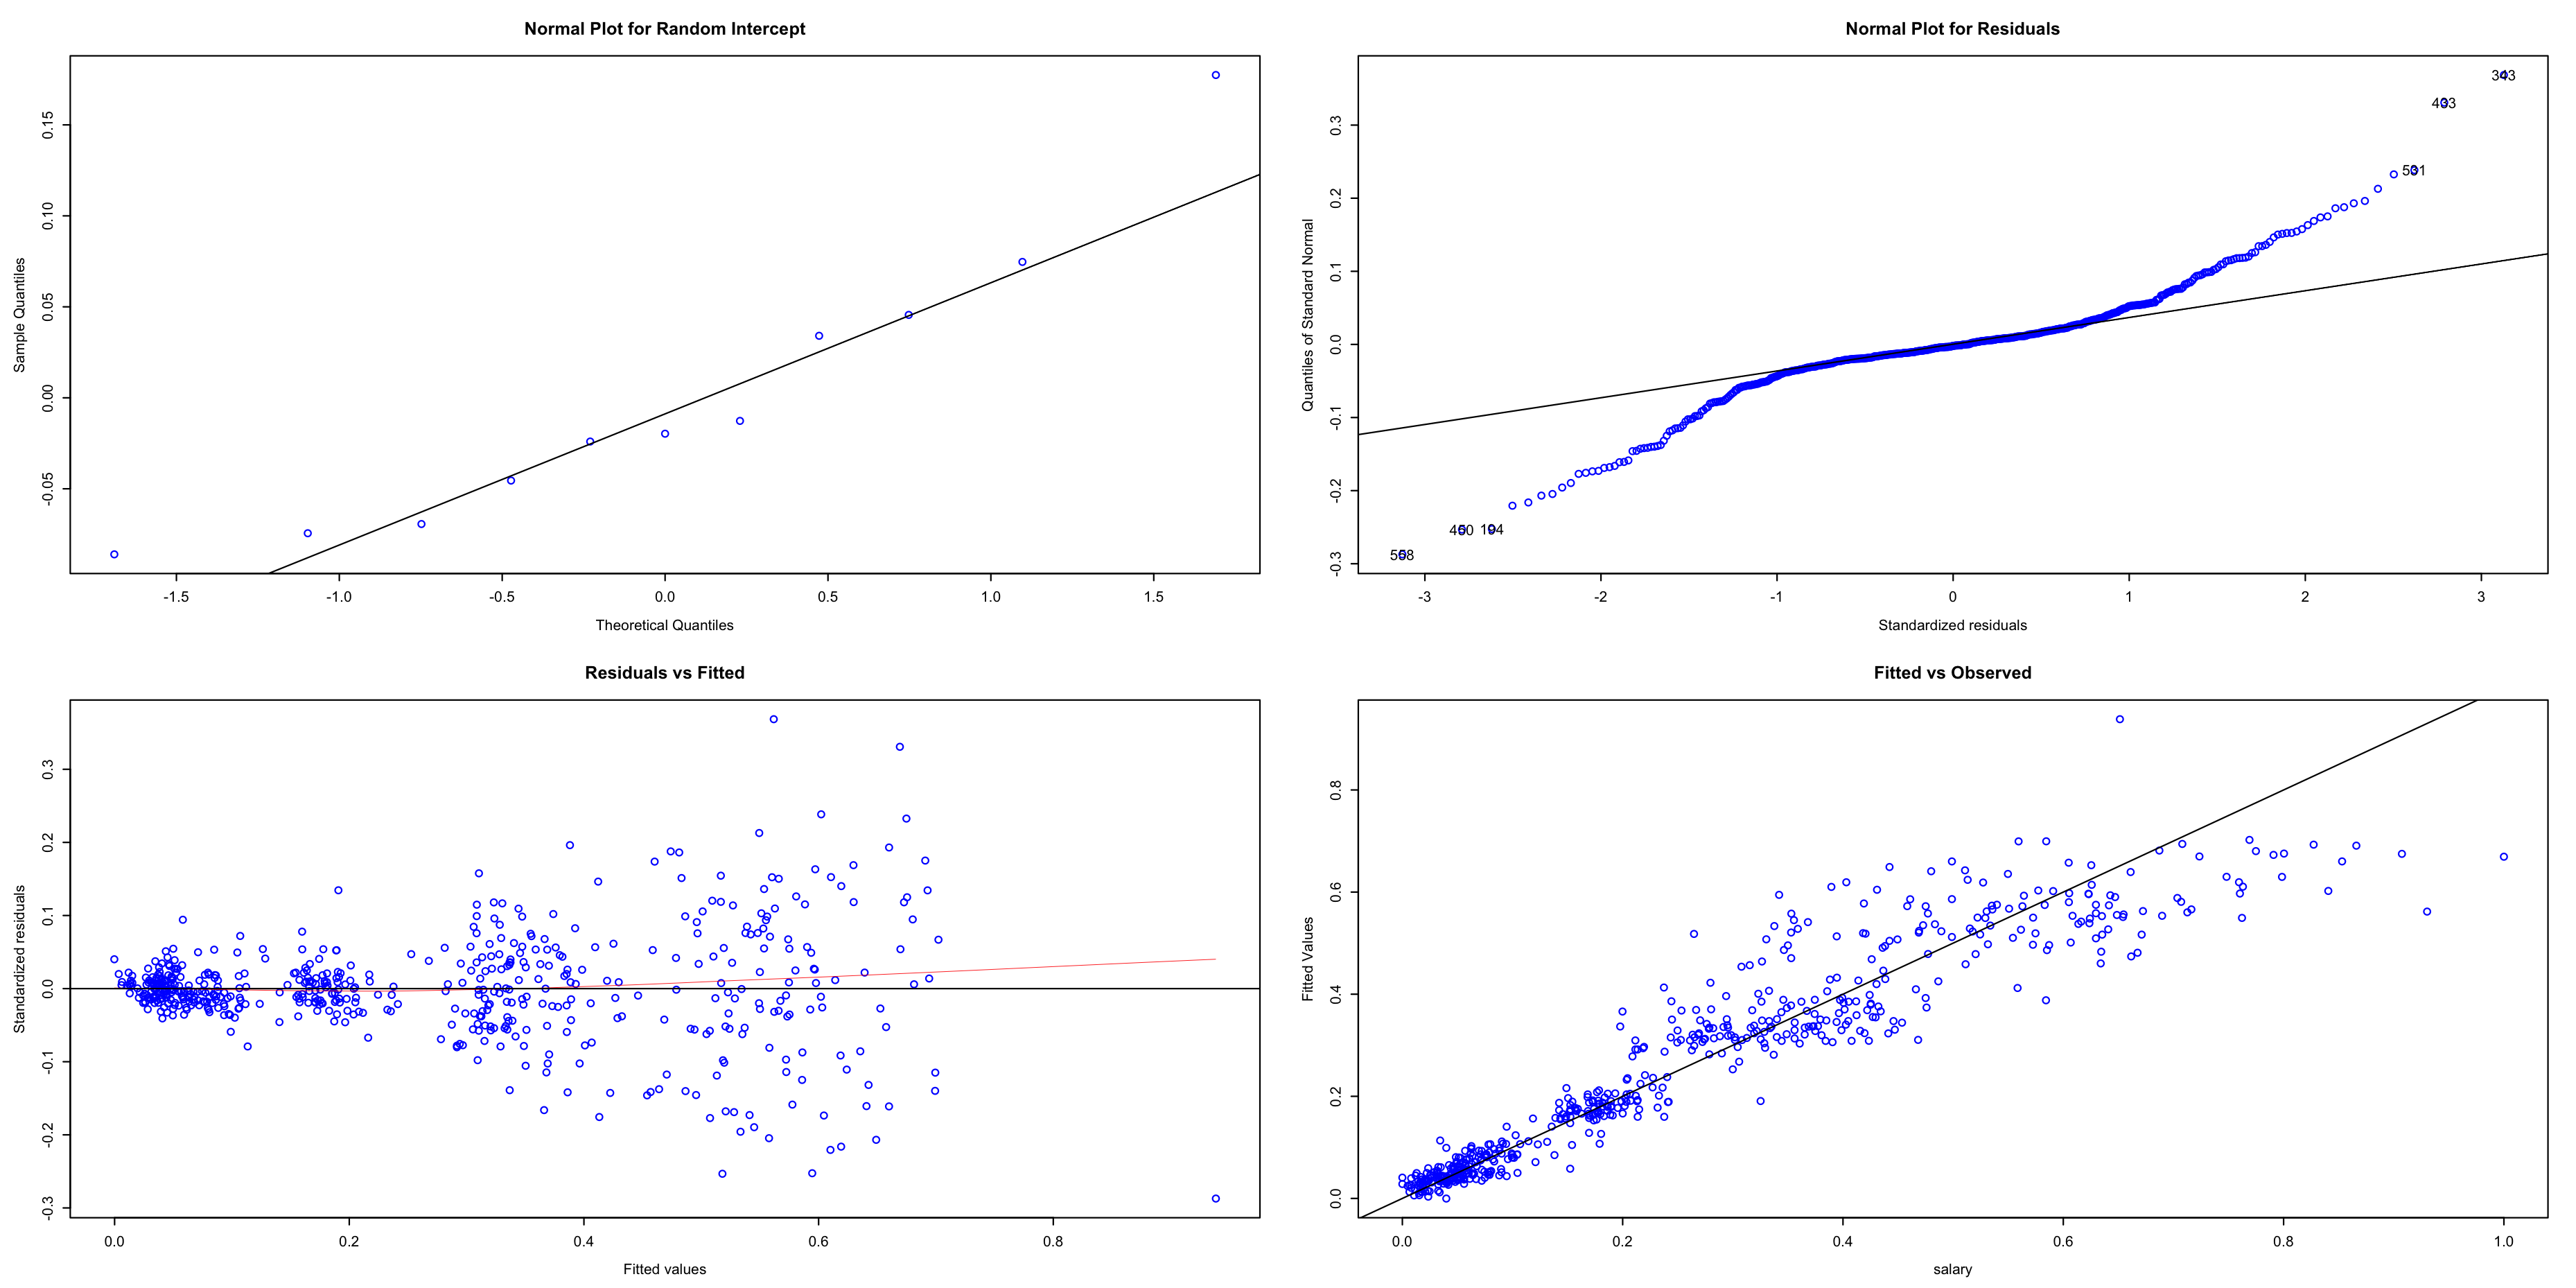 Normal Plot for Random Intercept
Sample Quantiles
0.15
0.10
0.05
0.00
-0.05
-1.5 -1.0 -0.5 0.0 0.5 1.0 1.5
Theoretical Quantiles
Normal Plot for Residuals
Quantiles of Standard Normal
0.3
0.2
0.1
0.0
-0.1
-0.2
-0.3
343
403
531
460 194
558
-3 -2 -1 0 1 2 3
Standardized residuals
Residuals vs Fitted
Standardized residuals
0.3
0.2
0.1
0.0
-0.1
-0.2
-0.3
0.0 0.2 0.4 0.6 0.8
Fitted values
Fitted vs Observed
Fitted Values
0.8
0.6
0.4
0.2
0.0
0.0 0.2 0.4 0.6 0.8 1.0
salary